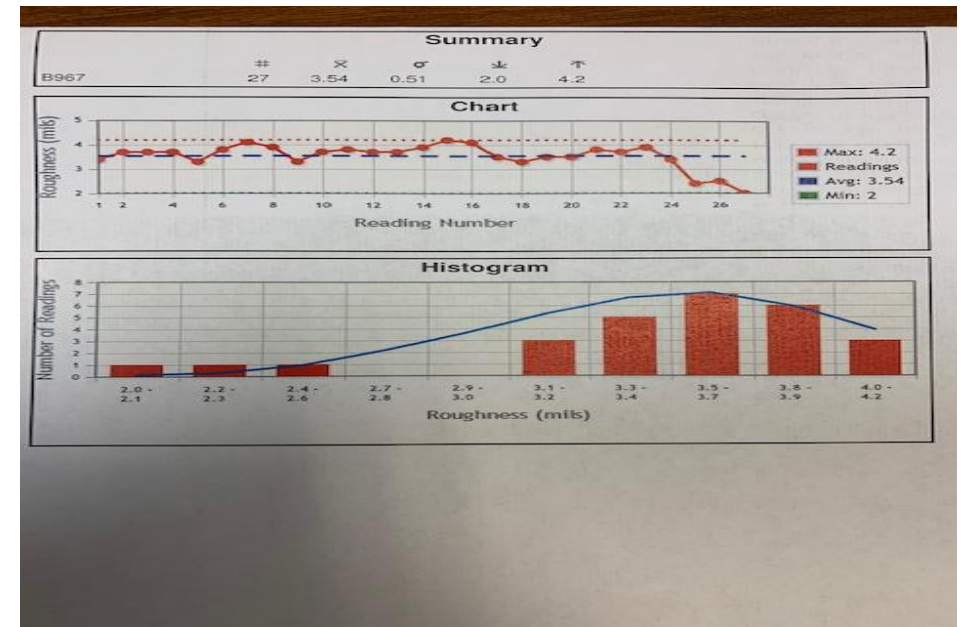 Summary
# x̄ σ ↓ ↑
B967 27 3.54 0.51 2.0 4.2
Chart
Roughness (mils)
5
4
3
2
1 2 4 6 8 10 12 14 16 18 20 22 24 26
Reading Number
Max: 4.2
Readings
Avg: 3.54
Min: 2
Histogram
Number of Readings
8
7
6
5
4
3
2
1
0
2.0 - 2.2 - 2.4 - 2.7 - 2.9 - 3.1 - 3.3 - 3.5 - 3.8 - 4.0 -
2.1 2.3 2.6 2.8 3.0 3.2 3.4 3.7 3.9 4.2
Roughness (mils)